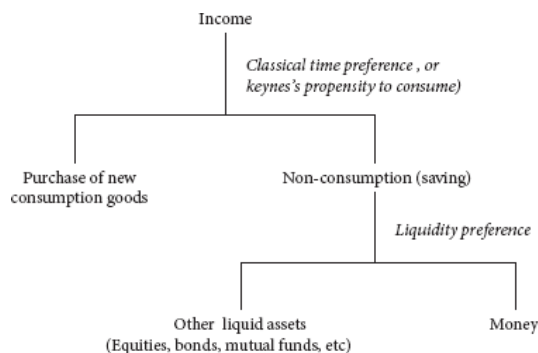 Income
Classical time preference , or
keynes's propensity to consume)
Purchase of new
consumption goods
Non-consumption (saving)
Liquidity preference
Other liquid assets
(Equities, bonds, mutual funds, etc)
Money